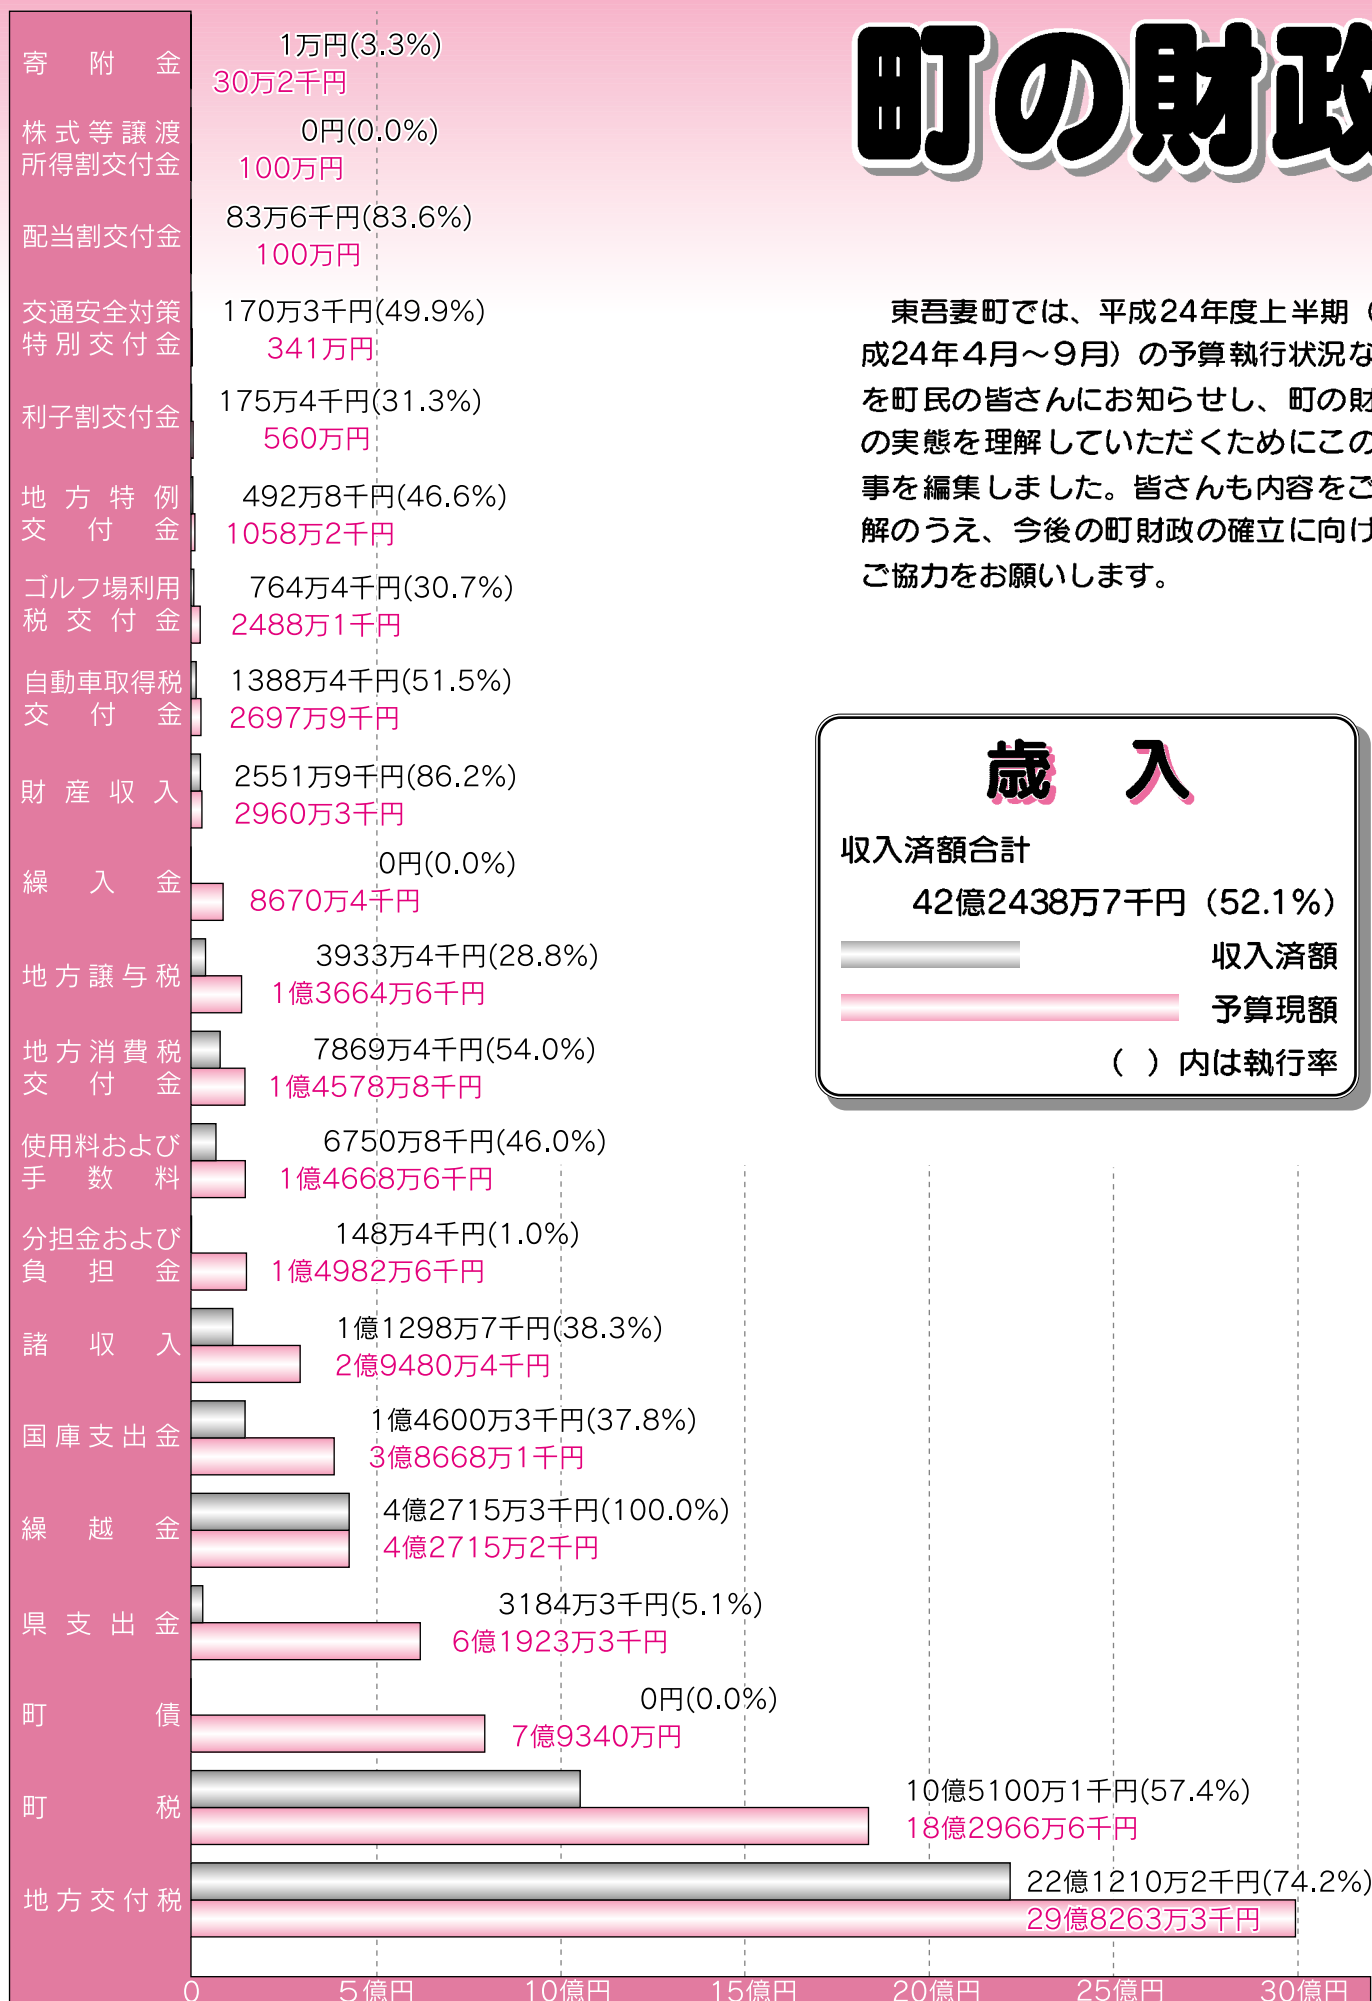 町の財政
東吾妻町では、平成24年度上半期（
成24年4月～9月）の予算執行状況な
を町民の皆さんにお知らせし、町の財
の実態を理解していただくためにこの
事を編集しました。皆さんも内容をご
解のうえ、今後の町財政の確立に向け
ご協力をお願いします。
歳入
収入済額合計
42億2438万7千円（52.1%）
収入済額
予算現額
（ ）内は執行率
寄附金
1万円(3.3%)
30万2千円
株式等譲渡
所得割交付金
0円(0.0%)
100万円
配当割交付金
83万6千円(83.6%)
100万円
交通安全対策
特別交付金
170万3千円(49.9%)
341万円
利子割交付金
175万4千円(31.3%)
560万円
地方特例
交付金
492万8千円(46.6%)
1058万2千円
ゴルフ場利用
税交付金
764万4千円(30.7%)
2488万1千円
自動車取得税
交付金
1388万4千円(51.5%)
2697万9千円
財産収入
2551万9千円(86.2%)
2960万3千円
繰入金
0円(0.0%)
8670万4千円
地方譲与税
3933万4千円(28.8%)
1億3664万6千円
地方消費税
交付金
7869万4千円(54.0%)
1億4578万8千円
使用料および
手数料
6750万8千円(46.0%)
1億4668万6千円
分担金および
負担金
148万4千円(1.0%)
1億4982万6千円
諸収入
1億1298万7千円(38.3%)
2億9480万4千円
国庫支出金
1億4600万3千円(37.8%)
3億8668万1千円
繰越金
4億2715万3千円(100.0%)
4億2715万2千円
県支出金
3184万3千円(5.1%)
6億1923万3千円
町債
0円(0.0%)
7億9340万円
町税
10億5100万1千円(57.4%)
18億2966万6千円
地方交付税
22億1210万2千円(74.2%)
29億8263万3千円
0 5億円 10億円 15億円 20億円 25億円 30億円